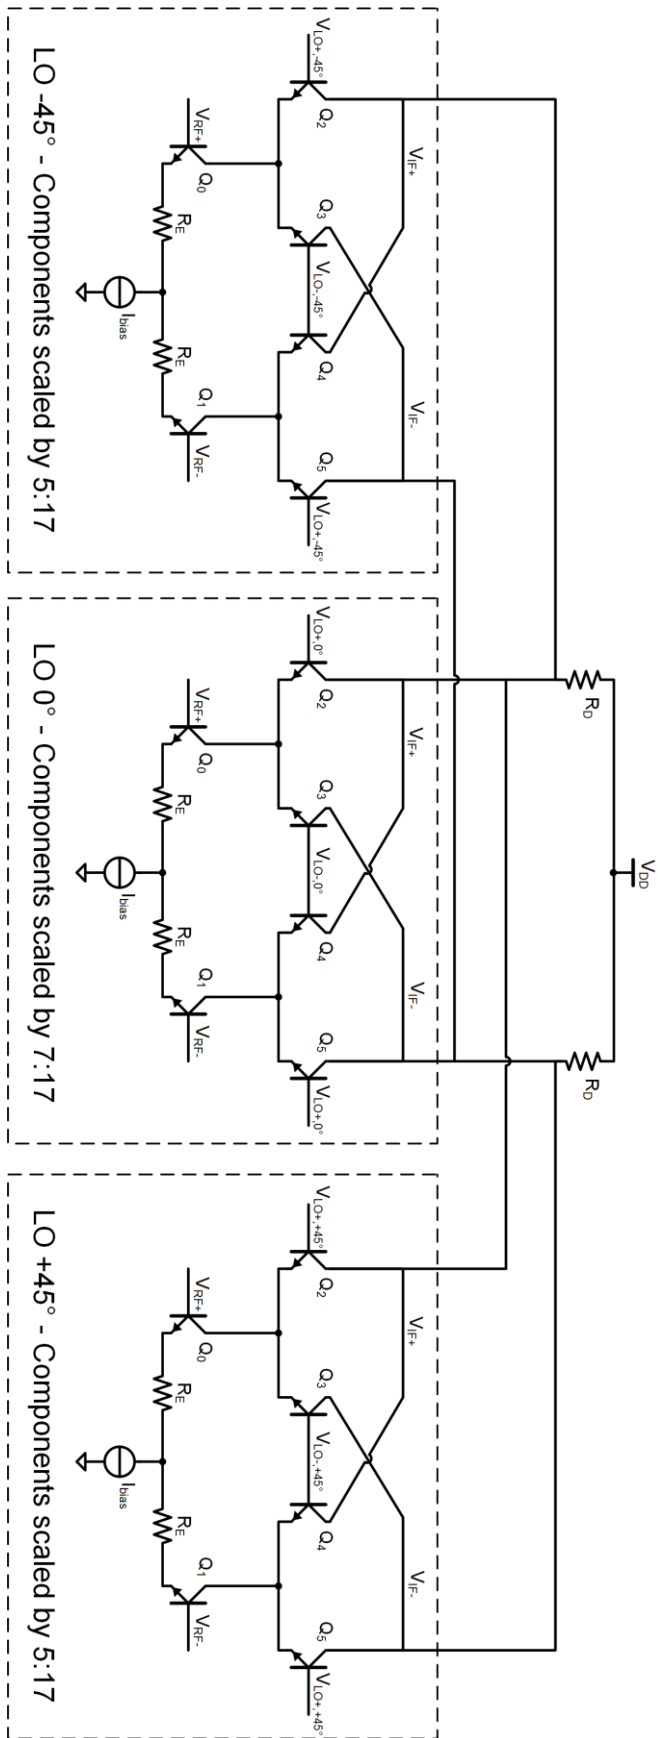 V_DD
R_D
R_D
V_LO+,-45°
Q_2
V_IF+
Q_3
V_LO-,-45°
Q_4
V_IF-
Q_5
V_LO+,-45°
V_RF+
Q_0
R_E
I_bias
R_E
Q_1
V_RF-
LO -45° - Components scaled by 5:17
V_LO+,0°
Q_2
V_IF+
Q_3
V_LO-,0°
Q_4
V_IF-
Q_5
V_LO+,0°
V_RF+
Q_0
R_E
I_bias
R_E
Q_1
V_RF-
LO 0° - Components scaled by 7:17
V_LO+,+45°
Q_2
V_IF+
Q_3
V_LO-,+45°
Q_4
V_IF-
Q_5
V_LO+,+45°
V_RF+
Q_0
R_E
I_bias
R_E
Q_1
V_RF-
LO +45° - Components scaled by 5:17